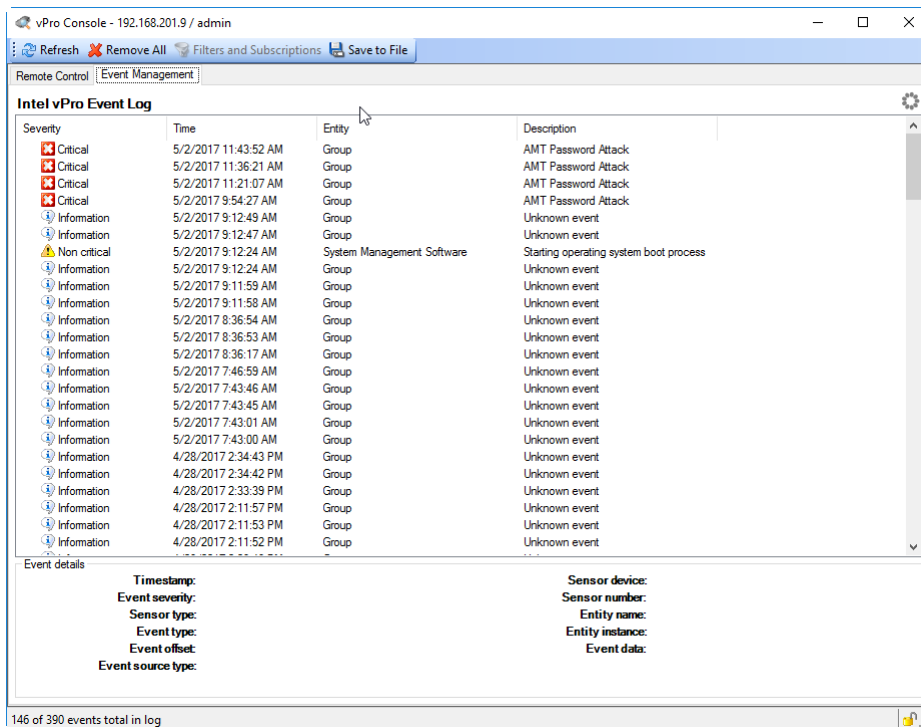 vPro Console - 192.168.201.9 / admin
Refresh Remove All Filters and Subscriptions Save to File
Remote Control Event Management
Intel vPro Event Log
Severity Time Entity Description
Critical 5/2/2017 11:43:52 AM Group AMT Password Attack
Critical 5/2/2017 11:36:21 AM Group AMT Password Attack
Critical 5/2/2017 11:21:07 AM Group AMT Password Attack
Critical 5/2/2017 9:54:27 AM Group AMT Password Attack
Information 5/2/2017 9:12:49 AM Group Unknown event
Information 5/2/2017 9:12:47 AM Group Unknown event
Non critical 5/2/2017 9:12:24 AM System Management Software Starting operating system boot process
Information 5/2/2017 9:12:24 AM Group Unknown event
Information 5/2/2017 9:11:59 AM Group Unknown event
Information 5/2/2017 9:11:58 AM Group Unknown event
Information 5/2/2017 8:36:54 AM Group Unknown event
Information 5/2/2017 8:36:53 AM Group Unknown event
Information 5/2/2017 8:36:17 AM Group Unknown event
Information 5/2/2017 7:46:59 AM Group Unknown event
Information 5/2/2017 7:43:46 AM Group Unknown event
Information 5/2/2017 7:43:45 AM Group Unknown event
Information 5/2/2017 7:43:01 AM Group Unknown event
Information 5/2/2017 7:43:00 AM Group Unknown event
Information 4/28/2017 2:34:43 PM Group Unknown event
Information 4/28/2017 2:34:42 PM Group Unknown event
Information 4/28/2017 2:33:39 PM Group Unknown event
Information 4/28/2017 2:11:57 PM Group Unknown event
Information 4/28/2017 2:11:53 PM Group Unknown event
Information 4/28/2017 2:11:52 PM Group Unknown event
Event details
Timestamp: Sensor device:
Event severity: Sensor number:
Sensor type: Entity name:
Event type: Entity instance:
Event offset: Event data:
Event source type:
146 of 390 events total in log